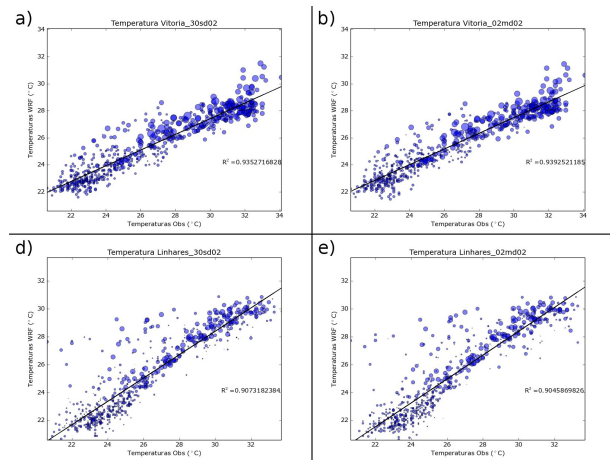 a)
Temperatura Vitoria_30sd02
34
32
30
28
26
24
22
Temperaturas WRF (°C)
R²=0.9352716828
22 24 26 28 30 32 34
Temperaturas Obs (°C)
b)
Temperatura Vitoria_02md02
34
32
30
28
26
24
22
Temperaturas WRF (°C)
R²=0.9392521185
22 24 26 28 30 32 34
Temperaturas Obs (°C)
d)
Temperatura Linhares_30sd02
32
30
28
26
24
22
Temperaturas WRF (°C)
R²=0.9073182384
22 24 26 28 30 32
Temperaturas Obs (°C)
e)
Temperatura Linhares_02md02
32
30
28
26
24
22
Temperaturas WRF (°C)
R²=0.9045869826
22 24 26 28 30 32
Temperaturas Obs (°C)